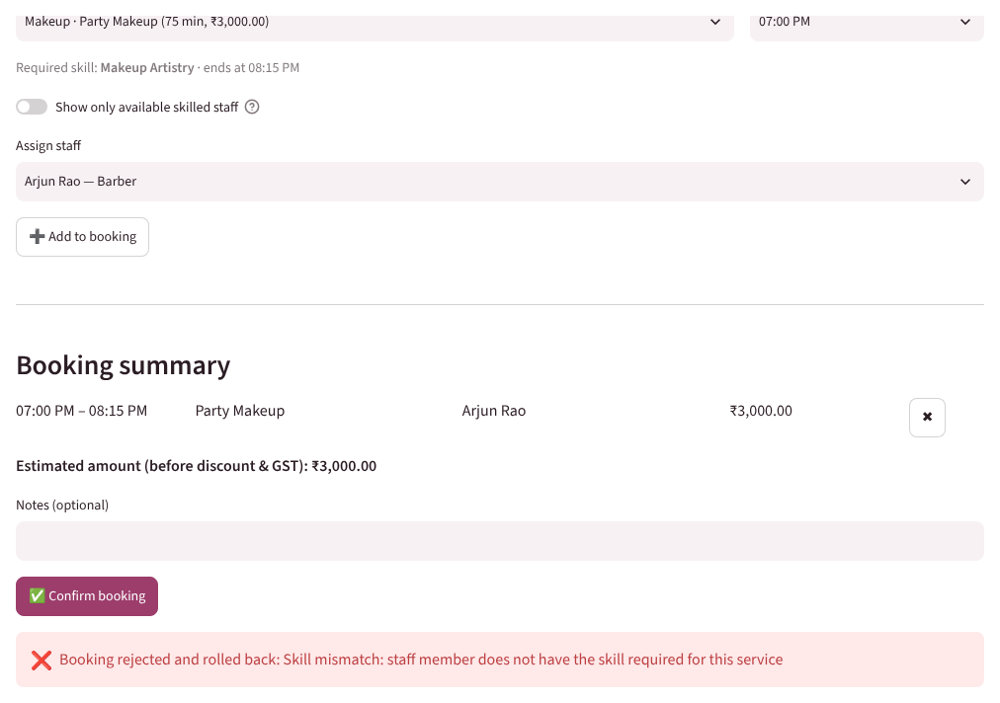 Makeup · Party Makeup (75 min, ₹3,000.00) 07:00 PM
Required skill: Makeup Artistry · ends at 08:15 PM
Show only available skilled staff ?
Assign staff
Arjun Rao — Barber
➕ Add to booking
Booking summary
07:00 PM – 08:15 PM Party Makeup Arjun Rao ₹3,000.00 ✖
Estimated amount (before discount & GST): ₹3,000.00
Notes (optional)
✅ Confirm booking
❌ Booking rejected and rolled back: Skill mismatch: staff member does not have the skill required for this service